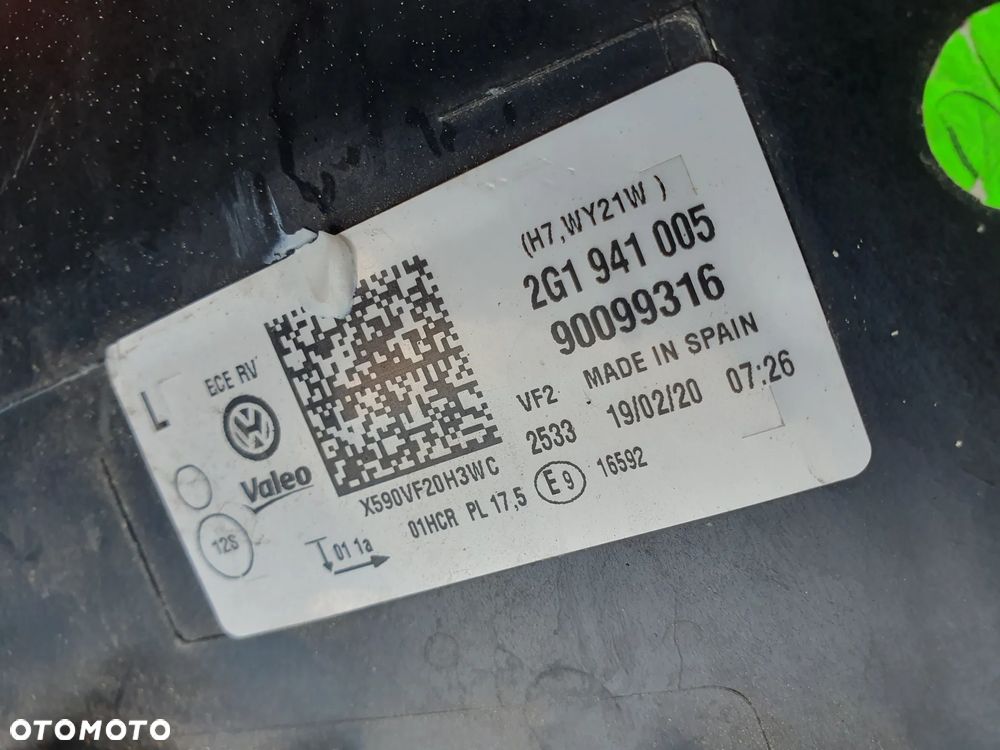 (H7,WY21W )
2G1 941 005
90099316
MADE IN SPAIN
VF2
2533 19/02/20 07:26
L
ECE RV
Valeo
X590VF20H3WC
01HCR PL 17,5 E9 16592
12S
01 1a
OTOMOTO